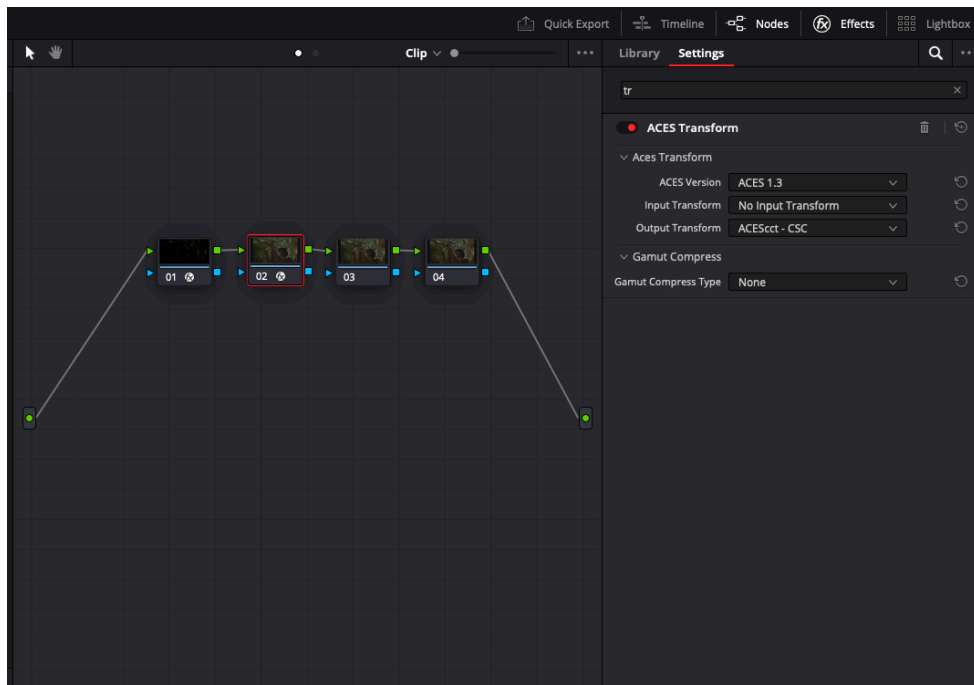 Quick Export Timeline Nodes Effects Lightbox
Clip Library Settings
tr
ACES Transform
Aces Transform
ACES Version ACES 1.3
Input Transform No Input Transform
Output Transform ACEScct - CSC
Gamut Compress
Gamut Compress Type None
01 02 03 04